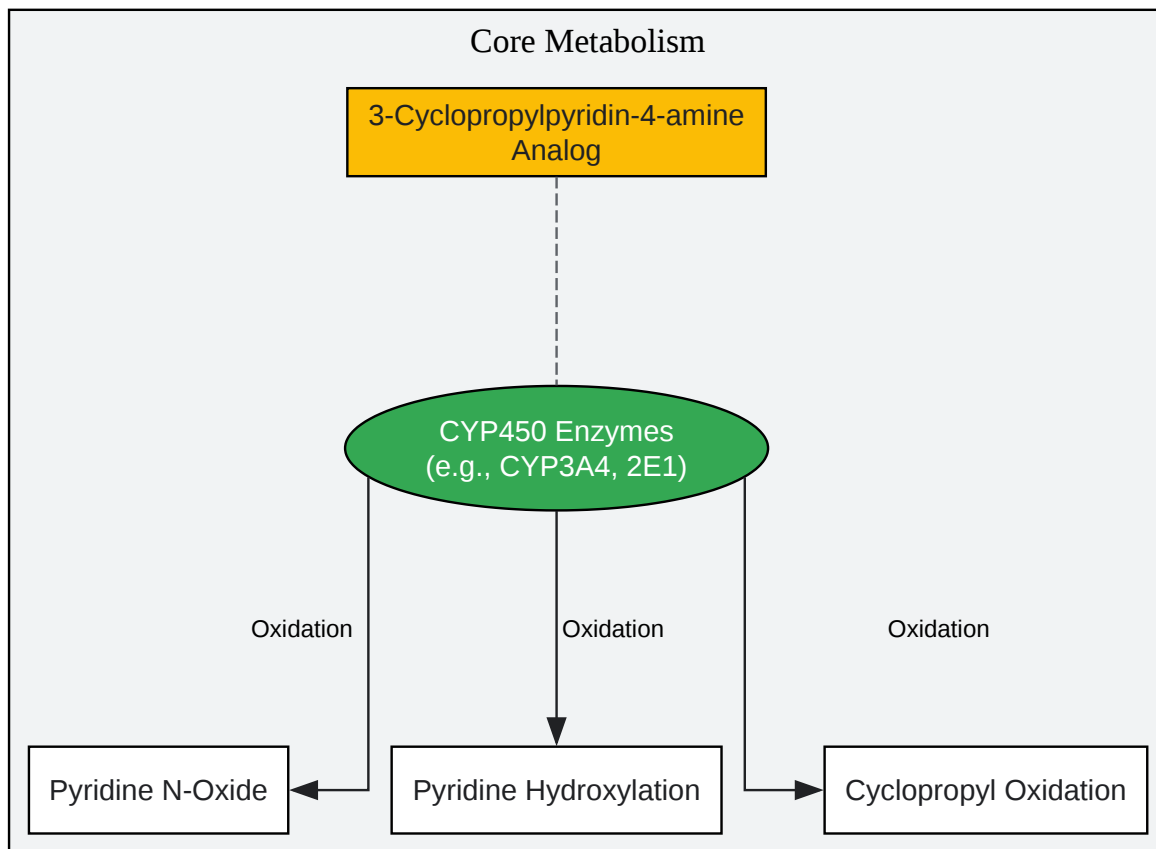 Core Metabolism
3-Cyclopropylpyridin-4-amine
Analog
CYP450 Enzymes
(e.g., CYP3A4, 2E1)
Oxidation
Oxidation
Oxidation
Pyridine N-Oxide
Pyridine Hydroxylation
Cyclopropyl Oxidation